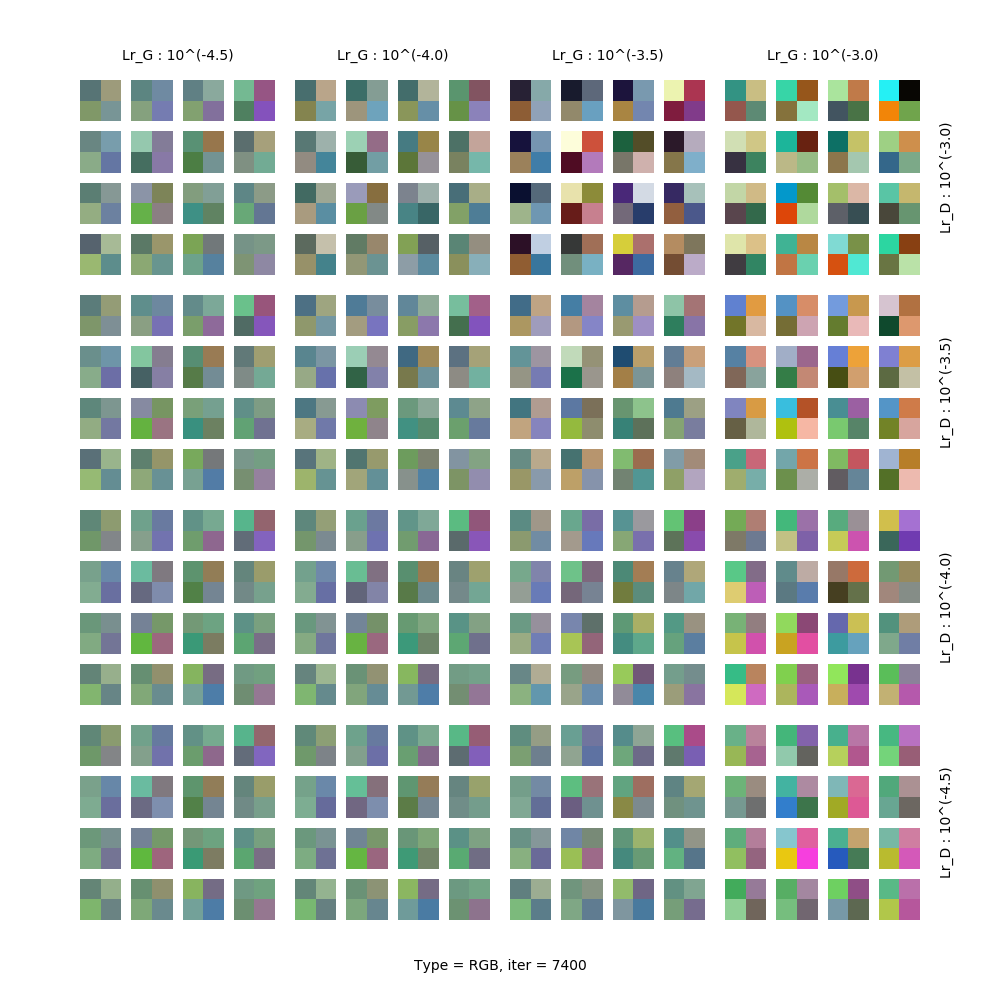 Lr_G : 10^(-4.5)
Lr_G : 10^(-4.0)
Lr_G : 10^(-3.5)
Lr_G : 10^(-3.0)
Lr_D : 10^(-3.0)
Lr_D : 10^(-3.5)
Lr_D : 10^(-4.0)
Lr_D : 10^(-4.5)
Type = RGB, iter = 7400